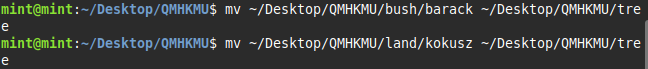 mint@mint:~/Desktop/QMHKMU$ mv ~/Desktop/QMHKMU/bush/barack ~/Desktop/QMHKMU/tre
e
mint@mint:~/Desktop/QMHKMU$ mv ~/Desktop/QMHKMU/land/kokusz ~/Desktop/QMHKMU/tre
e